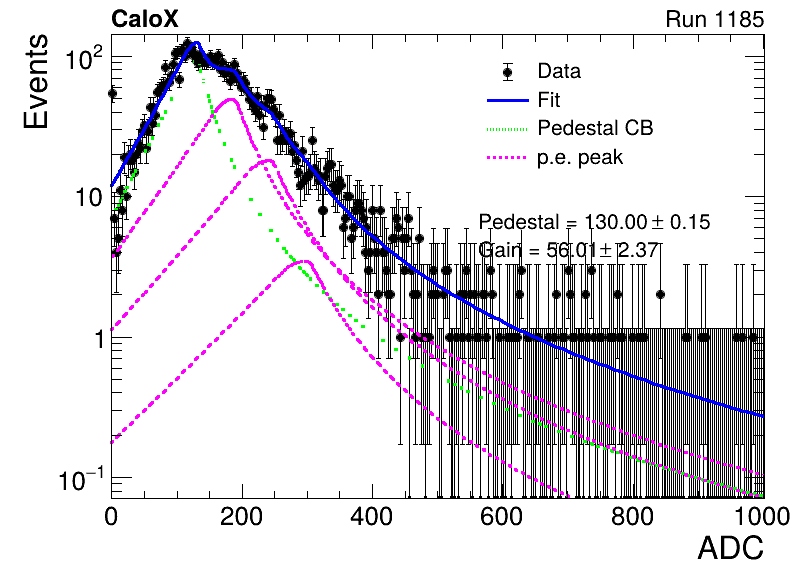 CaloX Run 1185
Events
10²
10
1
10⁻¹
Data
Fit
Pedestal CB
p.e. peak
Pedestal = 130.00 ± 0.15
Gain = 56.01 ± 2.37
0 200 400 600 800 1000
ADC